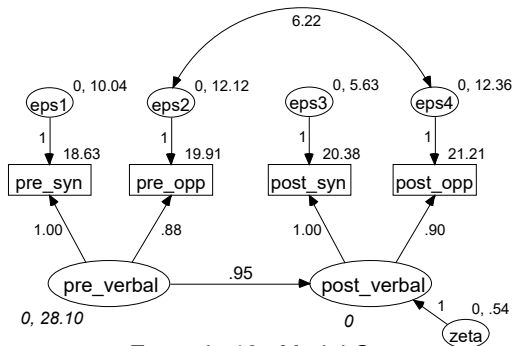 6.22
0, 10.04
0, 12.12
0, 5.63
0, 12.36
eps1
eps2
eps3
eps4
1
1
1
1
18.63
19.91
20.38
21.21
pre_syn
pre_opp
post_syn
post_opp
1.00
.88
1.00
.90
pre_verbal
.95
post_verbal
0, 28.10
0
1
0, .54
zeta